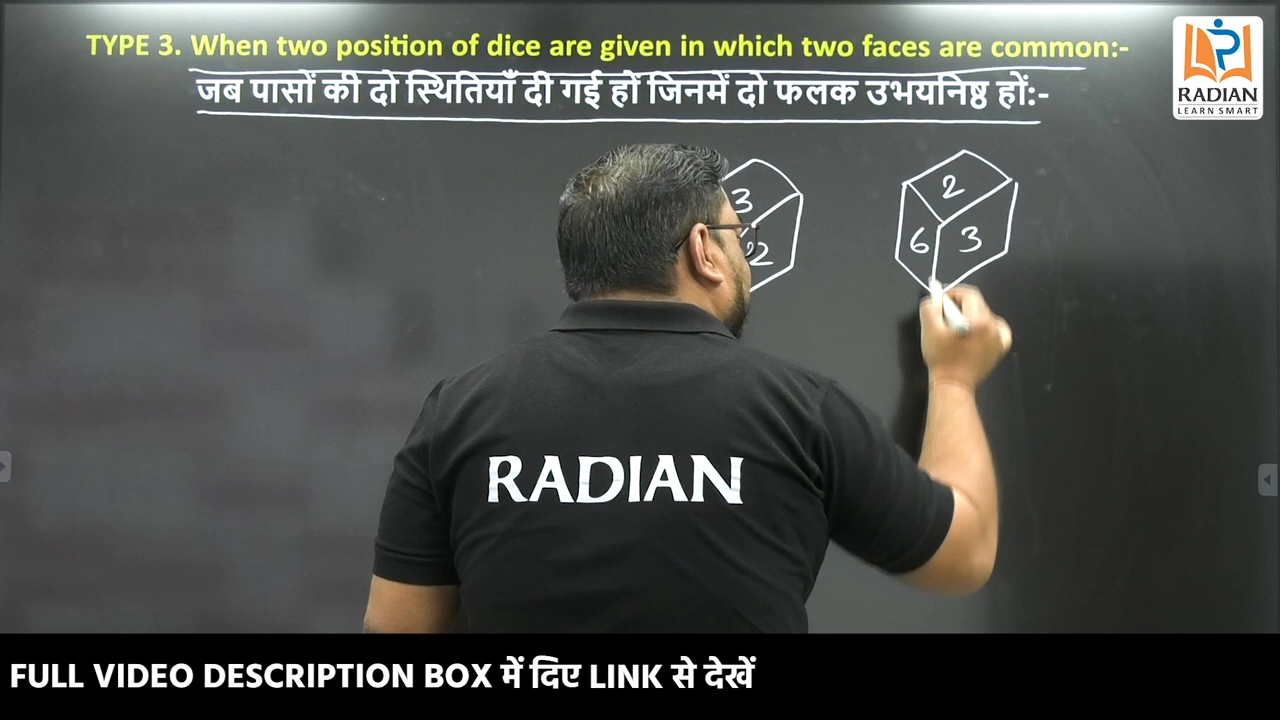 TYPE 3. When two position of dice are given in which two faces are common:-
जब पासों की दो स्थितियाँ दी गई हों जिनमें दो फलक उभयनिष्ठ हों:-
RADIAN
LEARN SMART
3
2
2
6 3
RADIAN
FULL VIDEO DESCRIPTION BOX में दिए LINK से देखें